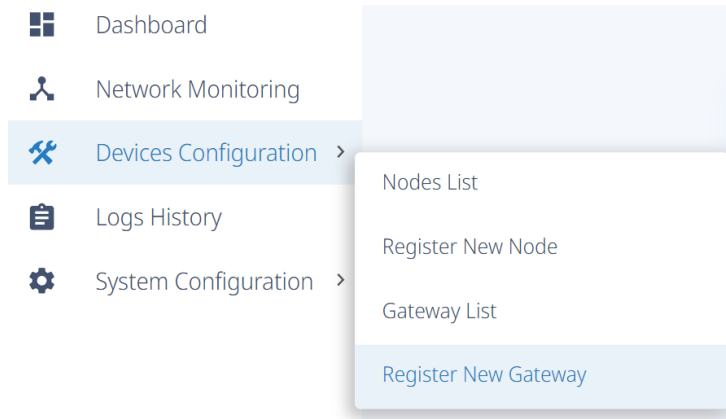 Dashboard
Network Monitoring
Devices Configuration
Logs History
System Configuration
Nodes List
Register New Node
Gateway List
Register New Gateway